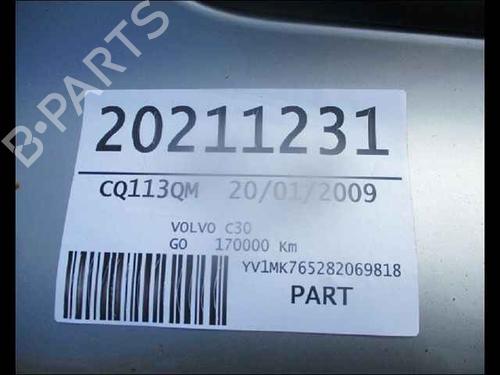 B-PARTS
20211231
CQ113QM 20/01/2009
VOLVO C30
GO 170000 Km
YV1MK765282069818
PART